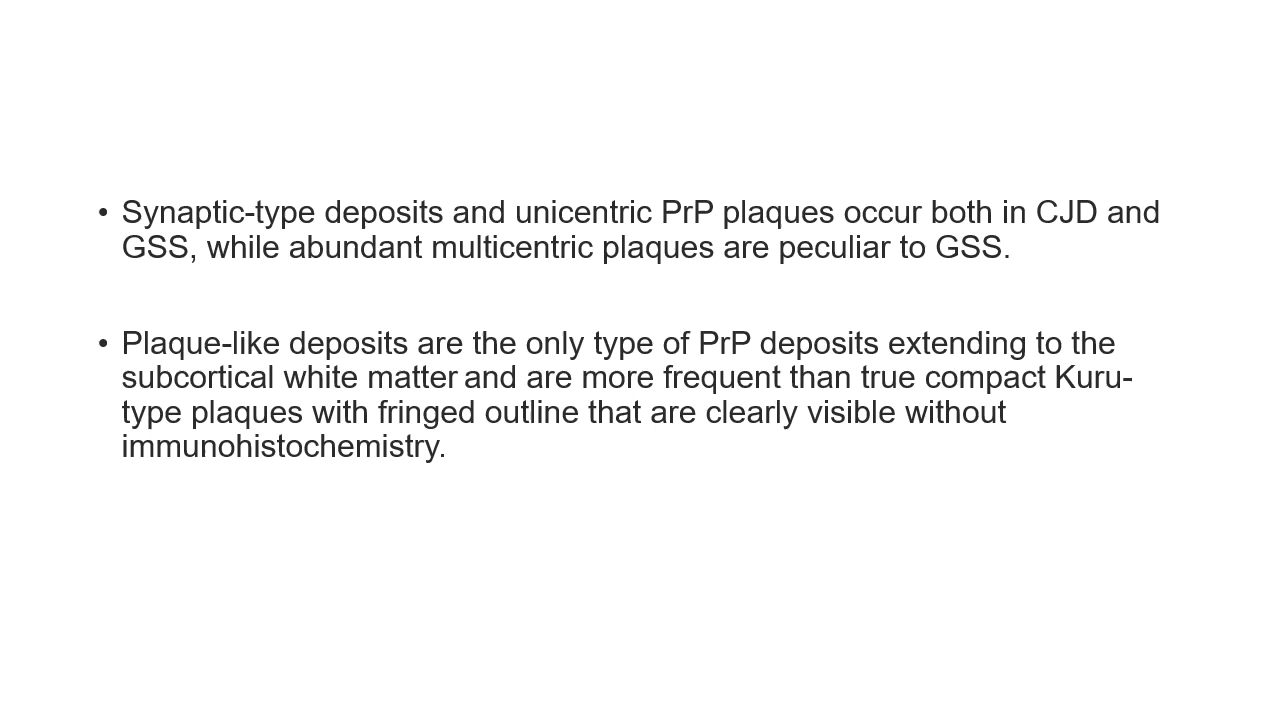 • Synaptic-type deposits and unicentric PrP plaques occur both in CJD and
GSS, while abundant multicentric plaques are peculiar to GSS.
• Plaque-like deposits are the only type of PrP deposits extending to the
subcortical white matter and are more frequent than true compact Kuru-
type plaques with fringed outline that are clearly visible without
immunohistochemistry.